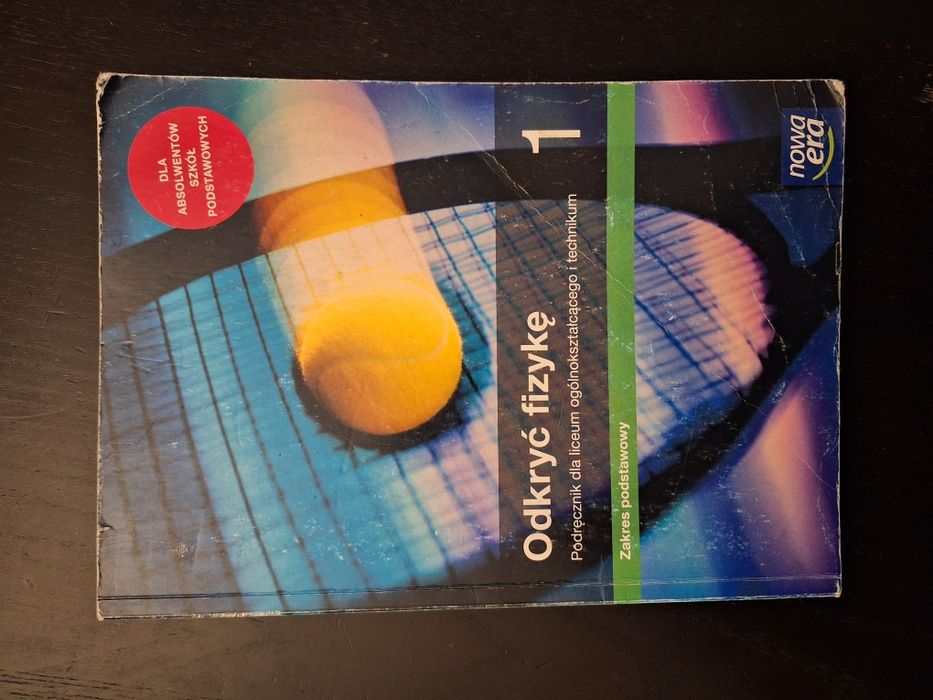 DLA
ABSOLWENTÓW
SZKÓŁ
PODSTAWOWYCH
Odkryć fizykę 1
Podręcznik dla liceum ogólnokształcącego i technikum
Zakres podstawowy
nowa
era